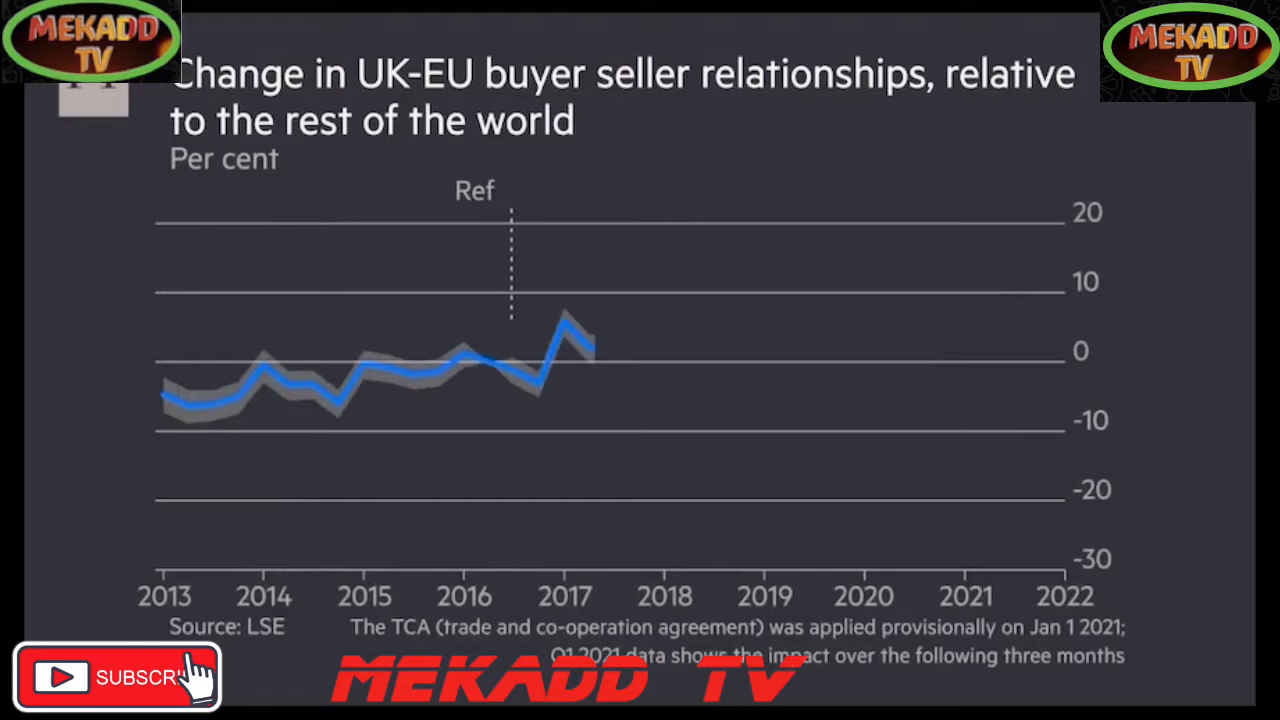 MEKADD
TV
MEKADD
TV
Change in UK-EU buyer seller relationships, relative
to the rest of the world
Per cent
Ref
20
10
0
-10
-20
-30
2013 2014 2015 2016 2017 2018 2019 2020 2021 2022
Source: LSE
The TCA (trade and co-operation agreement) was applied provisionally on Jan 1 2021;
Q1 2021 data shows the impact over the following three months
SUBSCRI
MEKADD TV